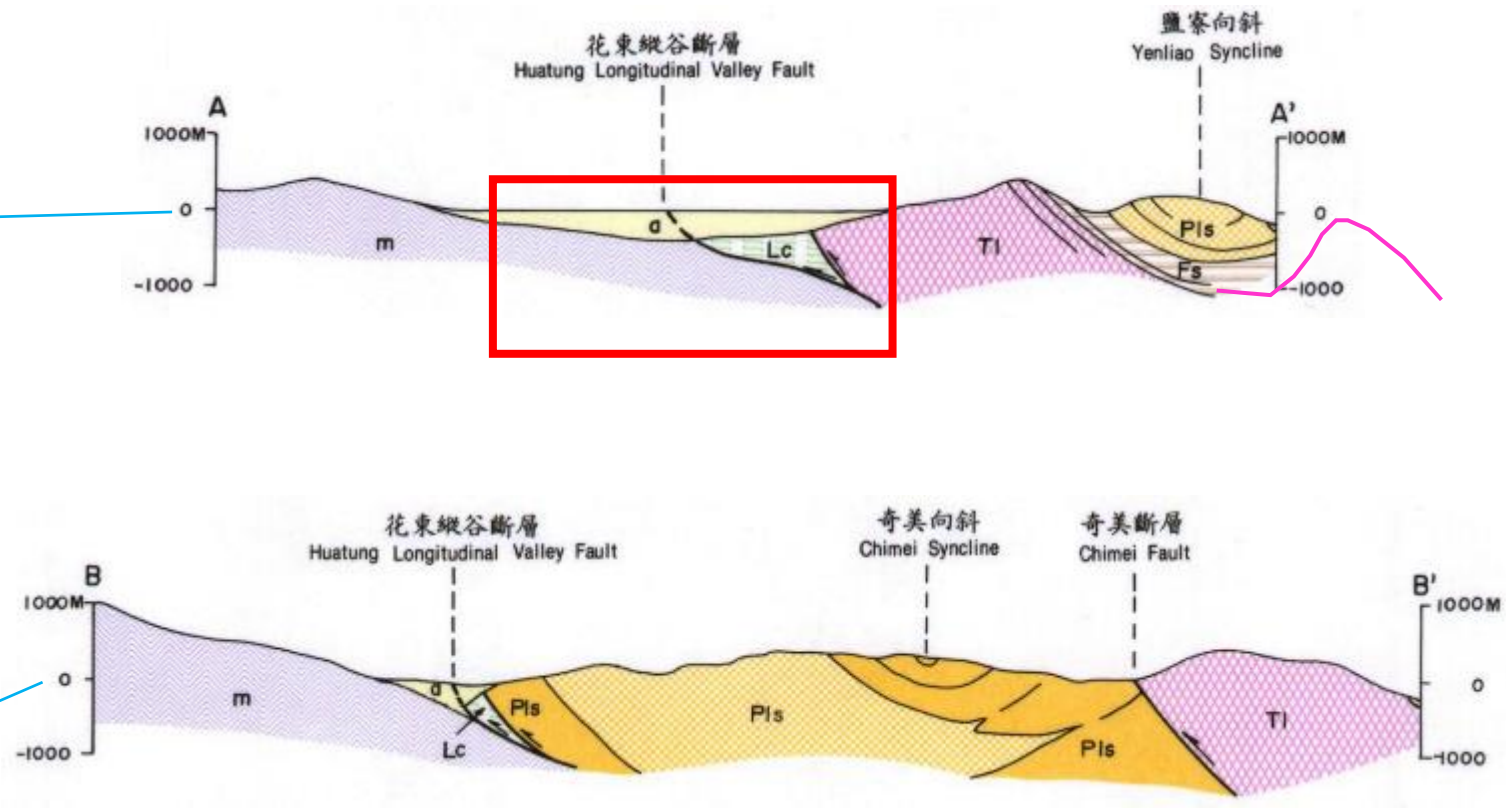 鹽寮向斜
Yenliao Syncline
花東縱谷斷層
Huatung Longitudinal Valley Fault
A
A'
1000M
1000M
0
0
-1000
-1000
m
a
Lc
Tl
Pls
Fs
花東縱谷斷層
Huatung Longitudinal Valley Fault
奇美向斜
Chimei Syncline
奇美斷層
Chimei Fault
B
B'
1000M
1000M
0
0
-1000
-1000
m
a
Lc
Pls
Pls
Pls
Tl